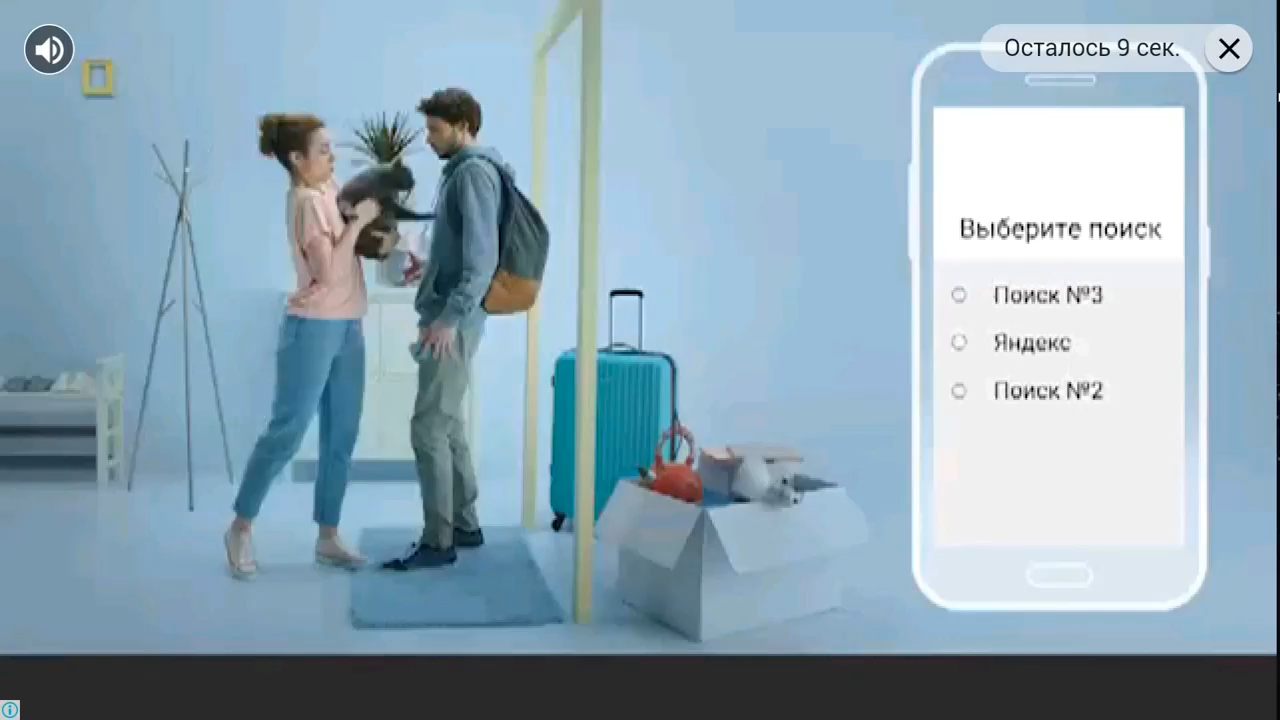 Осталось 9 сек.
Выберите поиск
Поиск №3
Яндекс
Поиск №2